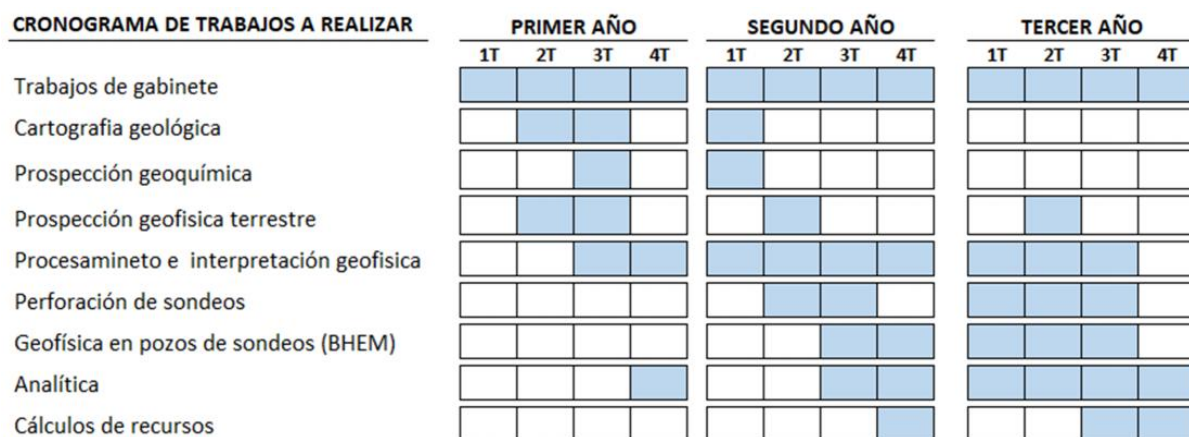 CRONOGRAMA DE TRABAJOS A REALIZAR PRIMER AÑO SEGUNDO AÑO TERCER AÑO
1T 2T 3T 4T 1T 2T 3T 4T 1T 2T 3T 4T
Trabajos de gabinete
Cartografia geológica
Prospección geoquímica
Prospección geofisica terrestre
Procesamineto e interpretación geofisica
Perforación de sondeos
Geofísica en pozos de sondeos (BHEM)
Analítica
Cálculos de recursos